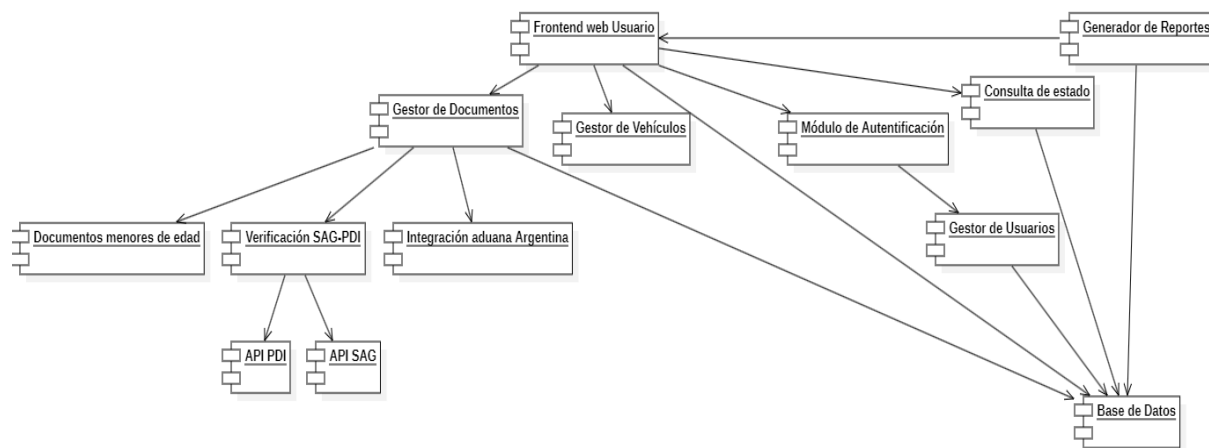 Frontend web Usuario
Generador de Reportes
Gestor de Documentos
Gestor de Vehículos
Módulo de Autentificación
Consulta de estado
Documentos menores de edad
Verificación SAG-PDI
Integración aduana Argentina
Gestor de Usuarios
API PDI
API SAG
Base de Datos